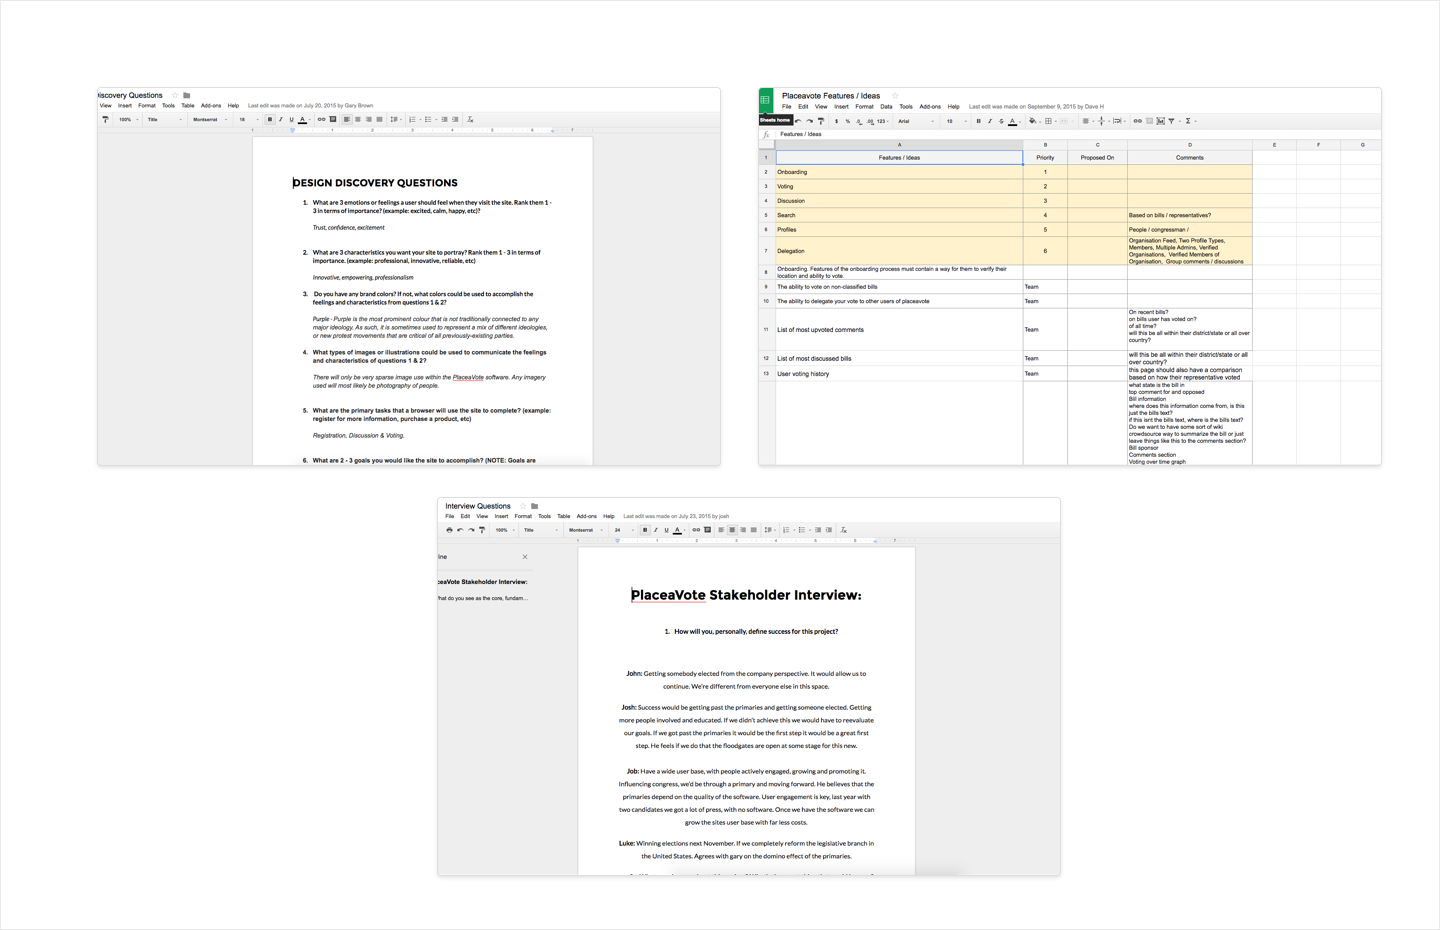 iscovery Questions
View Insert Format Tools Table Add-ons Help Last edit was made on July 20, 2015 by Gary Brown
100% Title Montserrat 18 B I U A
1 1 2 3 4 5 6 7
DESIGN DISCOVERY QUESTIONS
1. What are 3 emotions or feelings a user should feel when they visit the site. Rank them 1 -
3 in terms of importance? (example: excited, calm, happy, etc)?
Trust, confidence, excitement
2. What are 3 characteristics you want your site to portray? Rank them 1 - 3 in terms of
importance. (example: professional, innovative, reliable, etc)
Innovative, empowering, professionalism
3. Do you have any brand colors? If not, what colors could be used to accomplish the
feelings and characteristics from questions 1 & 2?
Purple - Purple is the most prominent colour that is not traditionally connected to any
major ideology. As such, it is sometimes used to represent a mix of different ideologies,
or new protest movements that are critical of all previously-existing parties.
4. What types of images or illustrations could be used to communicate the feelings
and characteristics of questions 1 & 2?
There will only be very sparse image use within the PlaceaVote software. Any imagery
used will most likely be photography of people.
5. What are the primary tasks that a browser will use the site to complete? (example:
register for more information, purchase a product, etc)
Registration, Discussion & Voting.
6. What are 2 - 3 goals you would like the site to accomplish? (NOTE: Goals are
Placeavote Features / Ideas
File Edit View Insert Format Data Tools Add-ons Help Last edit was made on September 9, 2015 by Dave H
Sheets home $ % .0 .00 123 Arial 10 B I S A
fx Features / Ideas
A B C D E F G
1 Features / Ideas Priority Proposed On Comments
2 Onboarding 1
3 Voting 2
4 Discussion 3
5 Search 4 Based on bills / representatives?
6 Profiles 5 People / congressman /
7 Delegation 6 Organisation Feed, Two Profile Types,
Members, Multiple Admins, Verified
Organisations, Verified Members of
Organisation, Group comments / discussions
8 Onboarding. Features of the onboarding process must contain a way for them to verify their
location and ability to vote.
9 The ability to vote on non-classified bills Team
10 The ability to delegate your vote to other users of placeavote Team
11 List of most upvoted comments Team On recent bills?
on bills user has voted on?
of all time?
will this be all within their district/state or all over
country?
12 List of most discussed bills Team will this be all within their district/state or all
over country?
13 User voting history Team this page should also have a comparison
based on how their representative voted
what state is the bill in
top comment for and opposed
Bill information
where does this information come from, is this
just the bills text?
if this isnt the bills text, where is the bills text?
Do we want to have some sort of wiki
crowdsource way to summarize the bill or just
leave things like this to the comments section?
Bill sponsor
Comments section
Voting over time graph
Interview Questions
File Edit View Insert Format Tools Table Add-ons Help Last edit was made on July 23, 2015 by josh
100% Title Montserrat 24 B I U A
1 1 2 3 4 5 6 7
ine
ceaVote Stakeholder Interview:
What do you see as the core, fundam...
PlaceaVote Stakeholder Interview:
1. How will you, personally, define success for this project?
John: Getting somebody elected from the company perspective. It would allow us to
continue. We're different from everyone else in this space.
Josh: Success would be getting past the primaries and getting someone elected. Getting
more people involved and educated. If we didn't achieve this we would have to reevaluate
our goals. If we got past the primaries it would be the first step it would be a great first
step. He feels if we do that the floodgates are open at some stage for this new.
Job: Have a wide user base, with people actively engaged, growing and promoting it.
Influencing congress, we'd be through a primary and moving forward. He believes that the
primaries depend on the quality of the software. User engagement is key, last year with
two candidates we got a lot of press, with no software. Once we have the software we can
grow the sites user base with far less costs.
Luke: Winning elections next November. If we completely reform the legislative branch in
the United States. Agrees with gary on the domino effect of the primaries.